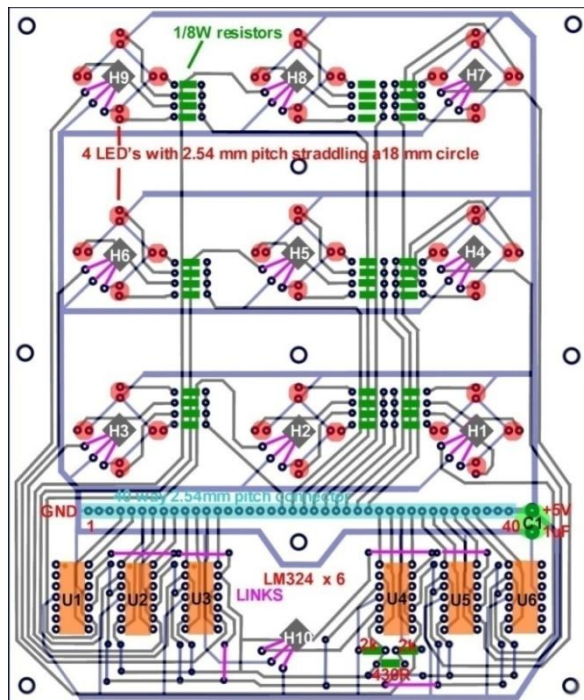 1/8W resistors
H9
H8
H7
4 LED's with 2.54 mm pitch straddling a18 mm circle
H6
H5
H4
H3
H2
H1
40 way 2.54mm pitch connector
GND
+5V
1
40
C1
1uF
LM324 x 6
LINKS
U1
U2
U3
U4
U5
U6
H10
2k
2k
430R